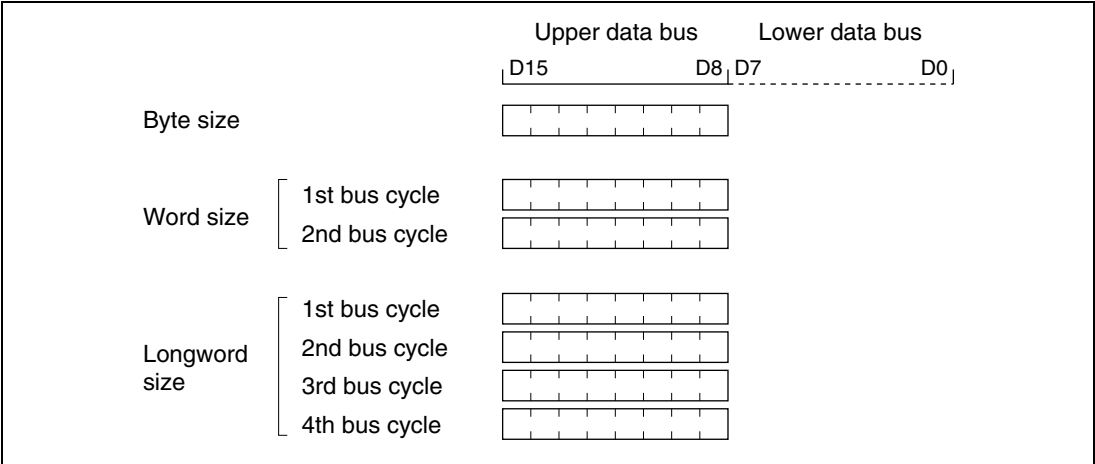 Upper data bus Lower data bus
D15 D8 D7 D0
Byte size
Word size
1st bus cycle
2nd bus cycle
Longword
size
1st bus cycle
2nd bus cycle
3rd bus cycle
4th bus cycle